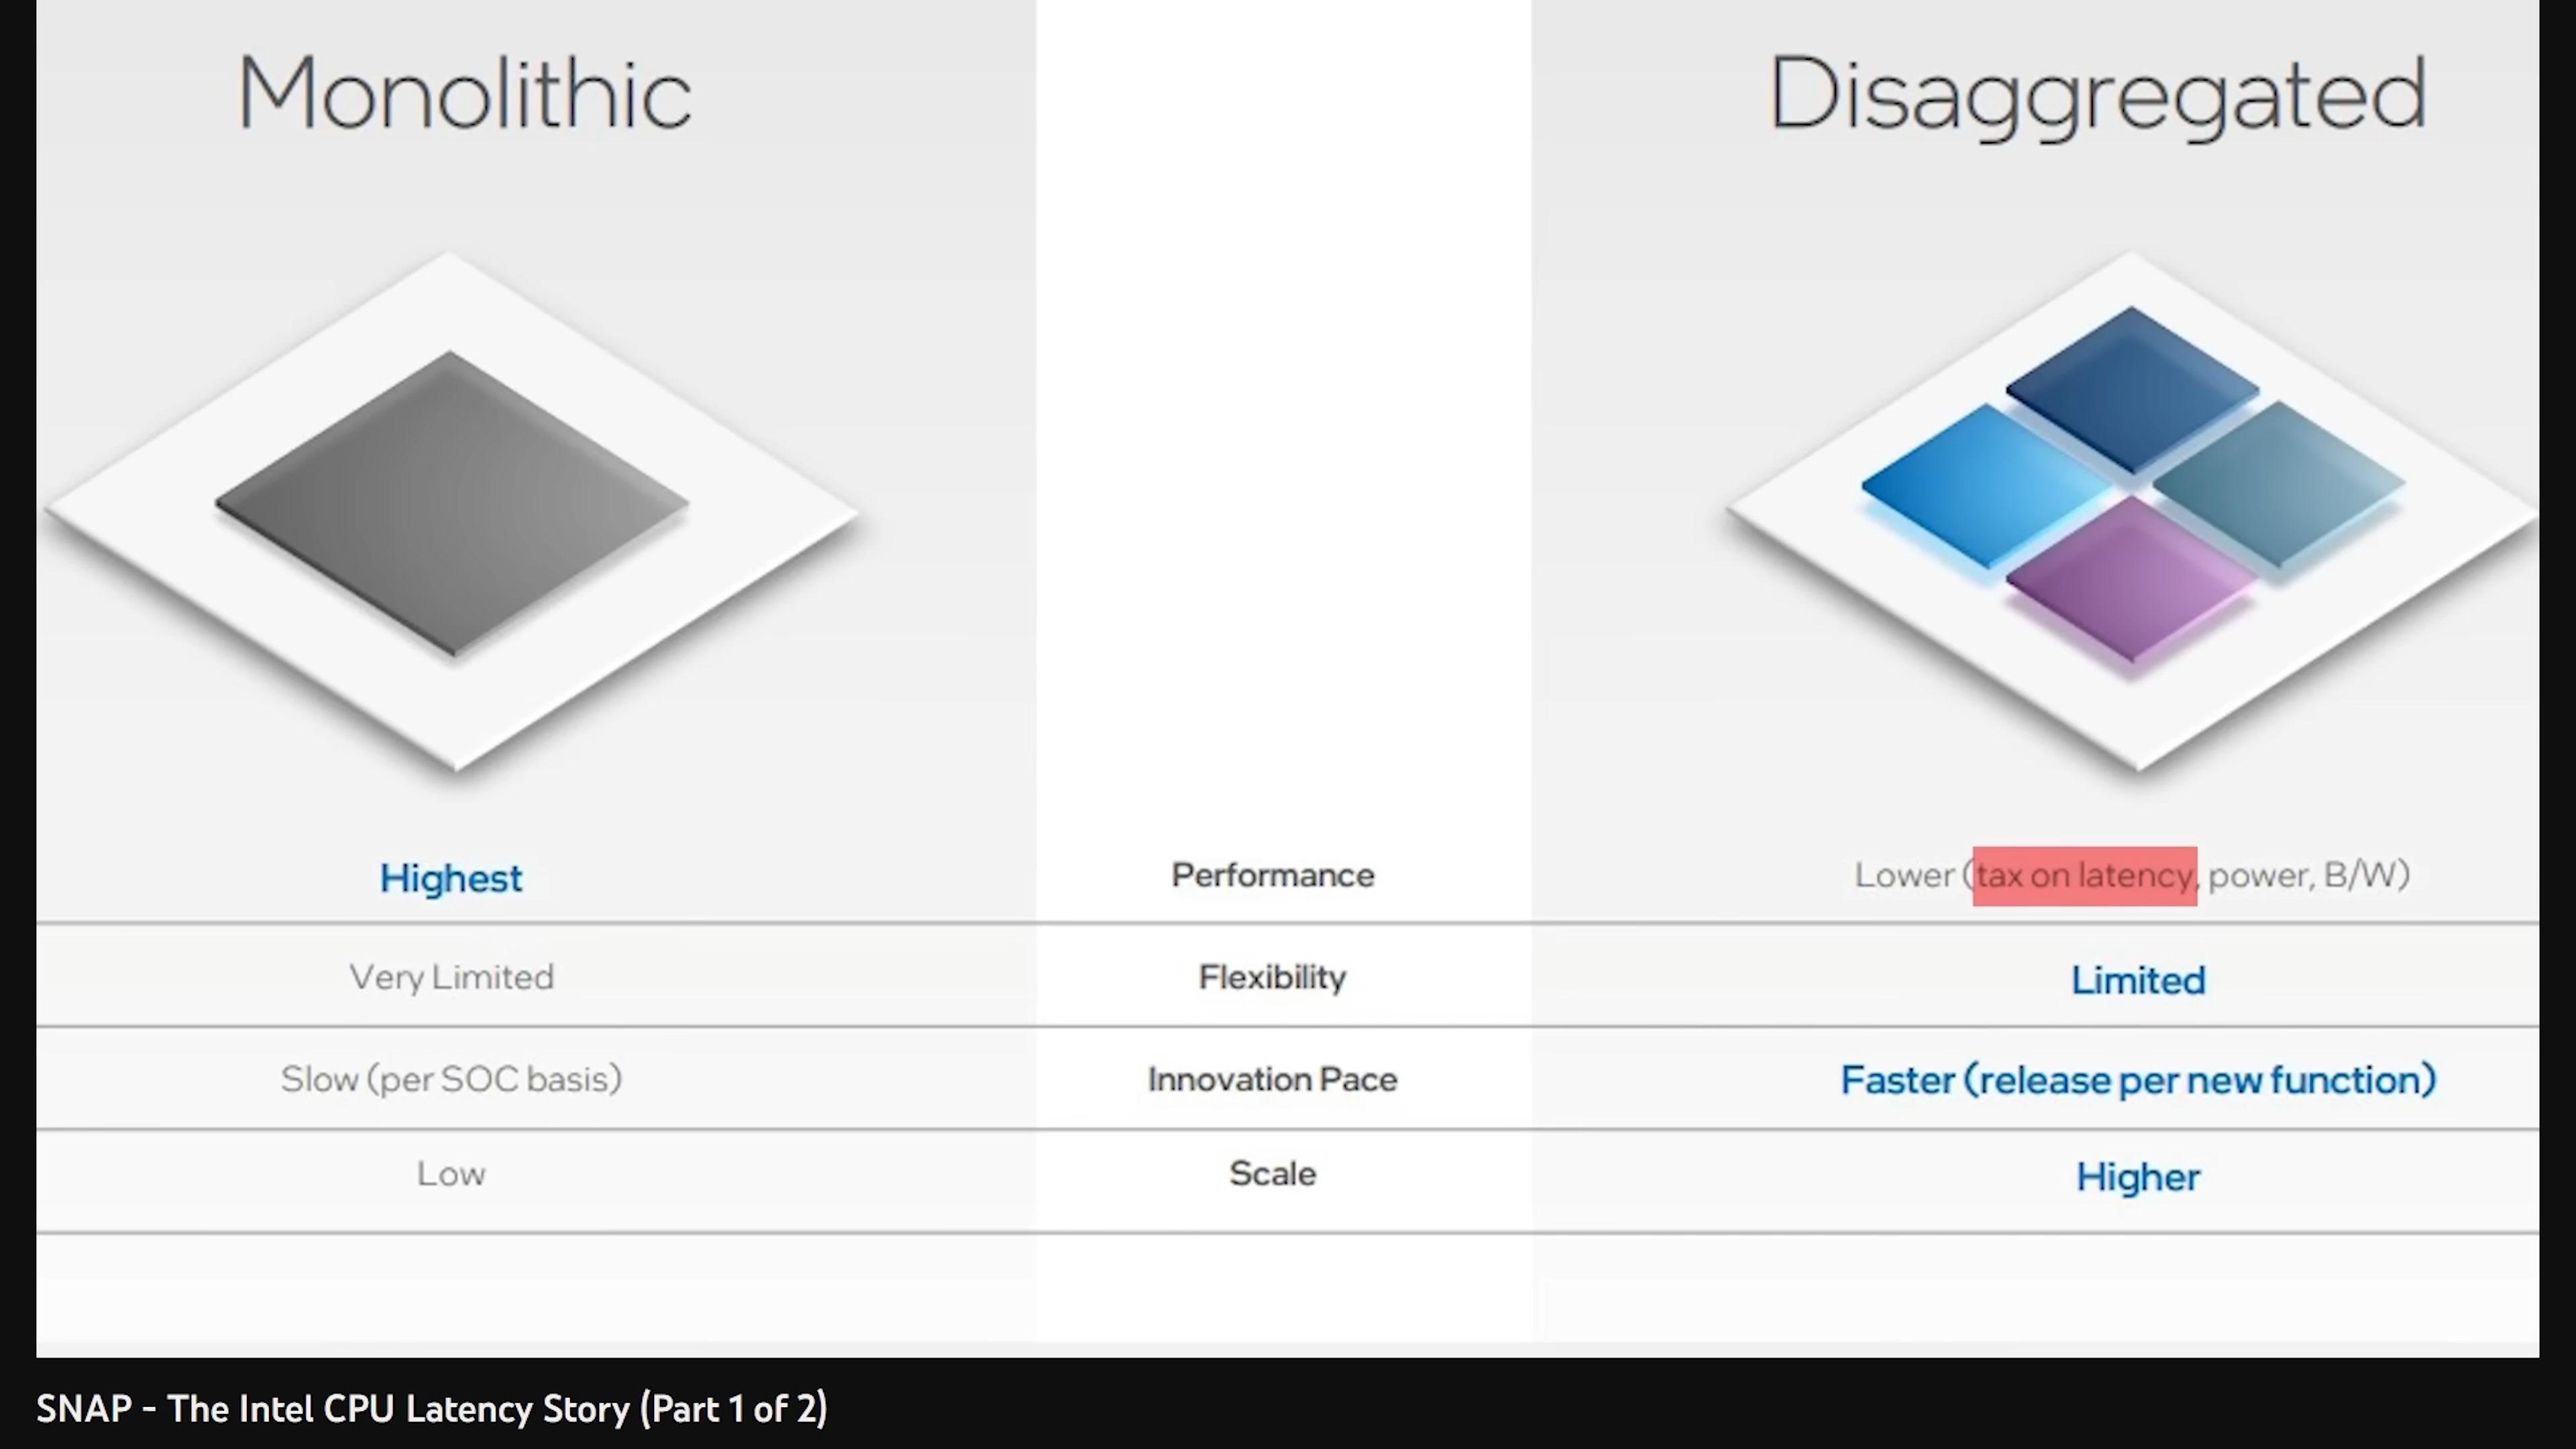 Monolithic
Disaggregated
Highest
Performance
Lower (tax on latency, power, B/W)
Very Limited
Flexibility
Limited
Slow (per SOC basis)
Innovation Pace
Faster (release per new function)
Low
Scale
Higher
SNAP - The Intel CPU Latency Story (Part 1 of 2)